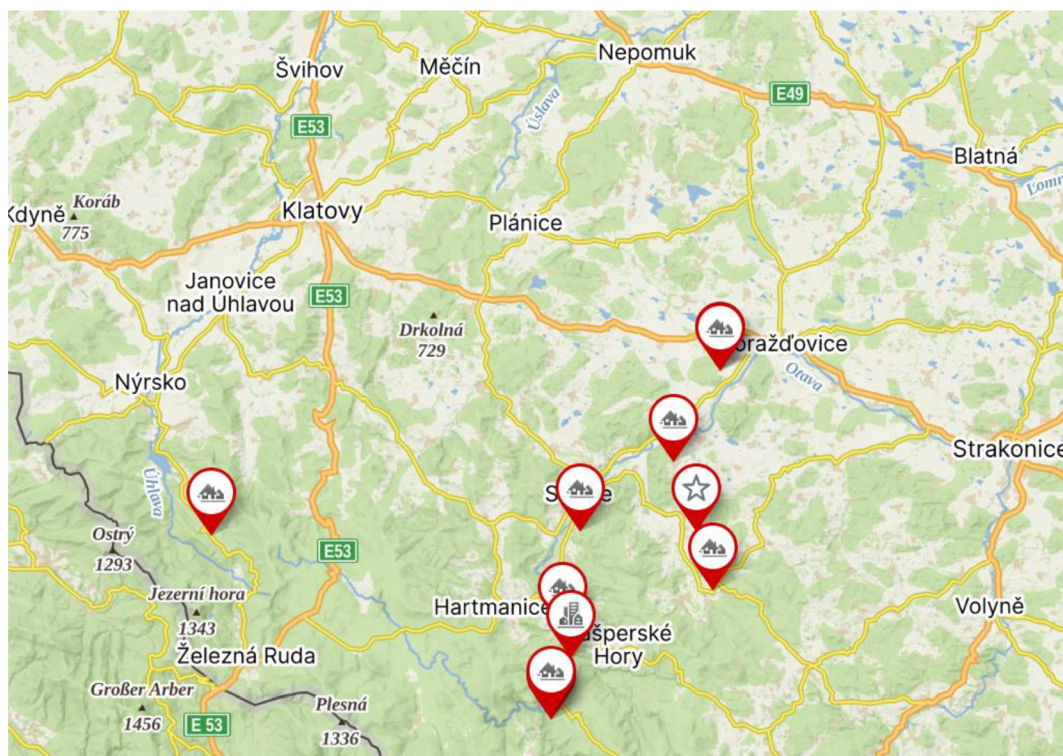 Nepomuk
Švihov
Měčín
Úslava
E49
E53
Blatná
Koráb
775
Kdyně
Klatovy
Plánice
Janovice
nad Úhlavou
E53
Drkolná
729
Nýrsko
Otava
Strakonice
Úhlava
Ostrý
1293
E53
Jezerní hora
1343
Hartmanice
Volyně
Hory
Železná Ruda
Großer Arber
1456
E 53
Plesná
1336